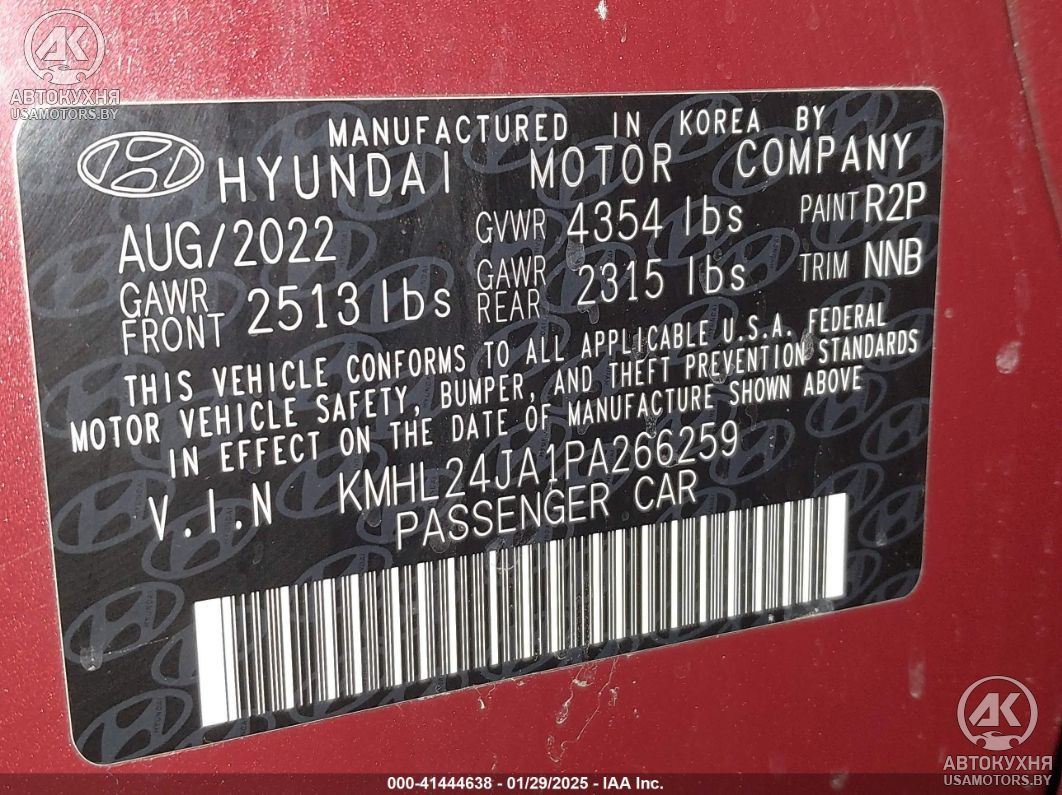 АВТОКУХНЯ
USAMOTORS.BY
MANUFACTURED IN KOREA BY
HYUNDAI MOTOR COMPANY
AUG/2022 GVWR 4354 lbs PAINT R2P
GAWR FRONT 2513 lbs GAWR REAR 2315 lbs TRIM NNB
THIS VEHICLE CONFORMS TO ALL APPLICABLE U.S.A. FEDERAL
MOTOR VEHICLE SAFETY, BUMPER, AND THEFT PREVENTION STANDARDS
IN EFFECT ON THE DATE OF MANUFACTURE SHOWN ABOVE
V.I.N KMHL24JA1PA266259
PASSENGER CAR
АК
АВТОКУХНЯ
USAMOTORS.BY
000-41444638 - 01/29/2025 - IAA Inc.